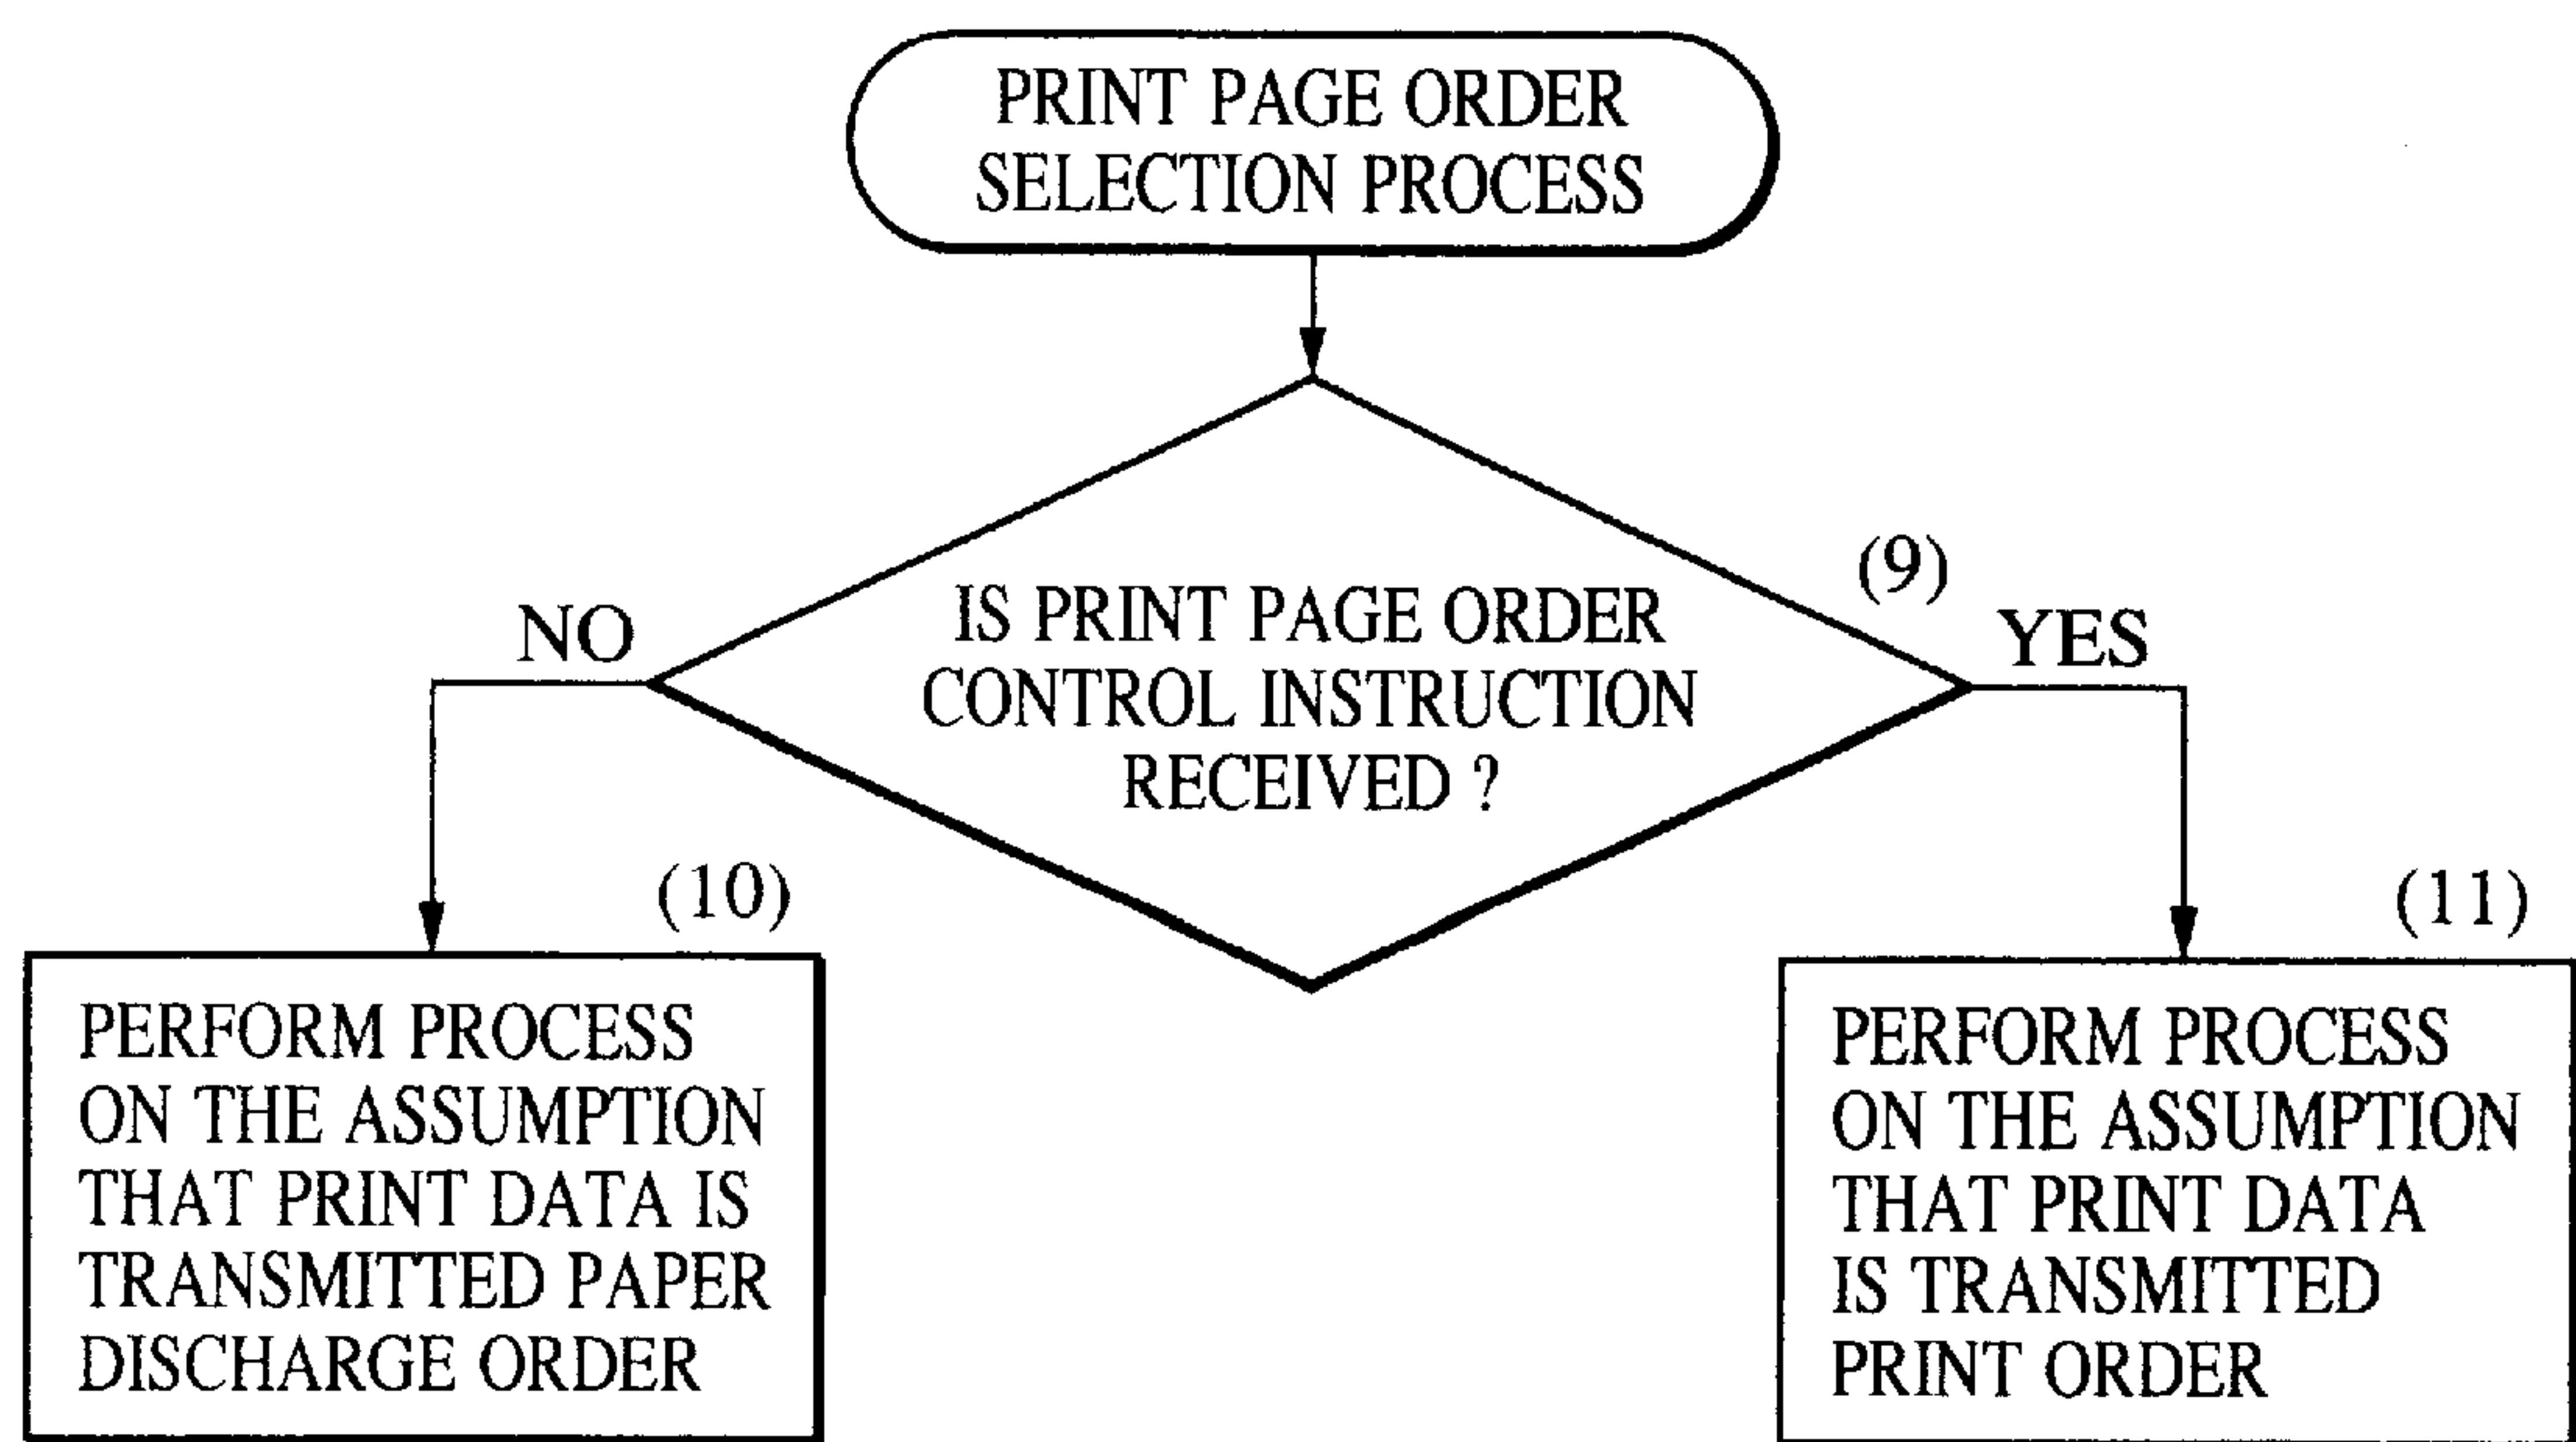 PRINT PAGE ORDER
SELECTION PROCESS
(9)
IS PRINT PAGE ORDER
CONTROL INSTRUCTION
RECEIVED ?
NO
YES
(10)
PERFORM PROCESS
ON THE ASSUMPTION
THAT PRINT DATA IS
TRANSMITTED PAPER
DISCHARGE ORDER
(11)
PERFORM PROCESS
ON THE ASSUMPTION
THAT PRINT DATA
IS TRANSMITTED
PRINT ORDER